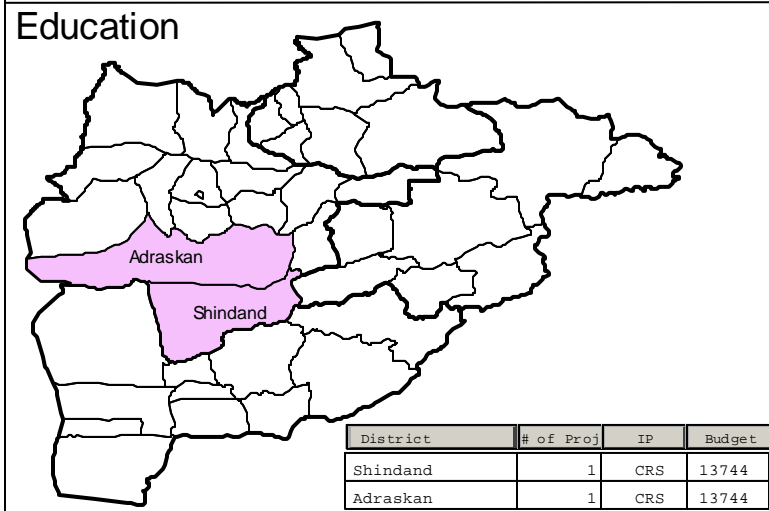 Education
Adraskan
Shindand
District # of Proj IP Budget
Shindand 1 CRS 13744
Adraskan 1 CRS 13744